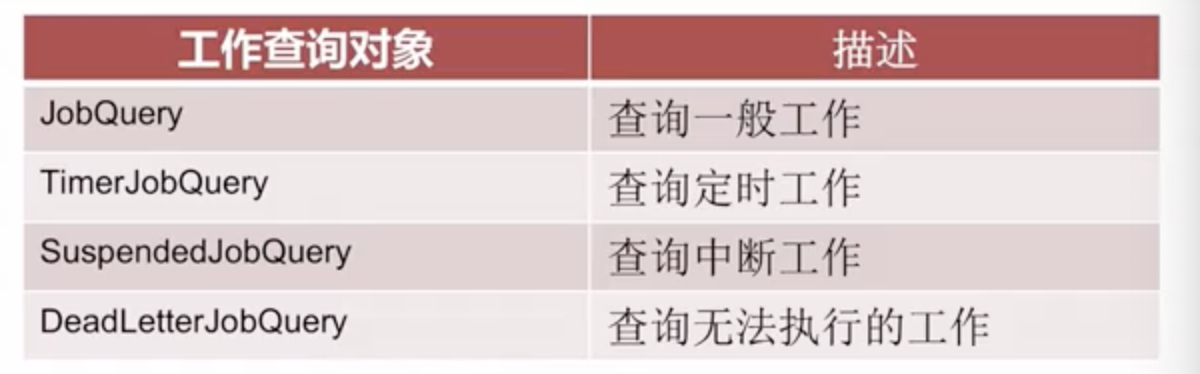 工作查询对象 描述
JobQuery 查询一般工作
TimerJobQuery 查询定时工作
SuspendedJobQuery 查询中断工作
DeadLetterJobQuery 查询无法执行的工作